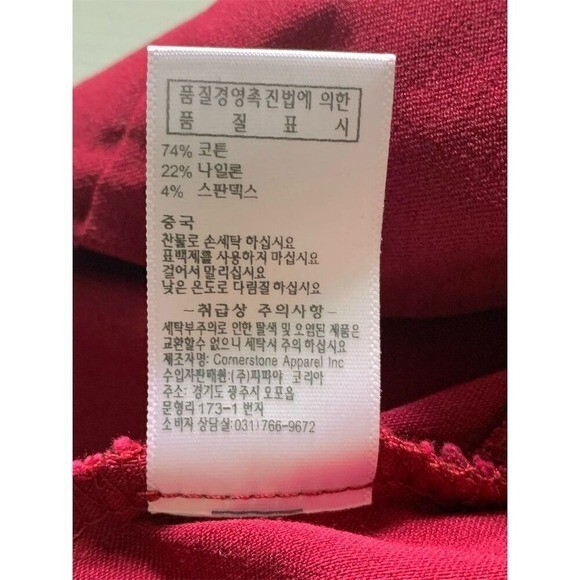 품질경영촉진법에 의한
품 질 표 시
74% 코튼
22% 나일론
4% 스판덱스
중국
찬물로 손세탁 하십시요
표백제를 사용하지 마십시요
걸어서 말리십시요
낮은 온도로 다림질 하십시요
- 취급상 주의사항 -
세탁부주의로 인한 탈색 및 오염된 제품은
교환할수 없으니 세탁시 주의 하십시요
제조자명: Cornerstone Apparel Inc
수입자판매원:(주)피파야 코리아
주소: 경기도 광주시 오포읍
문형리 173-1 번지
소비자 상담실:031)766-9672